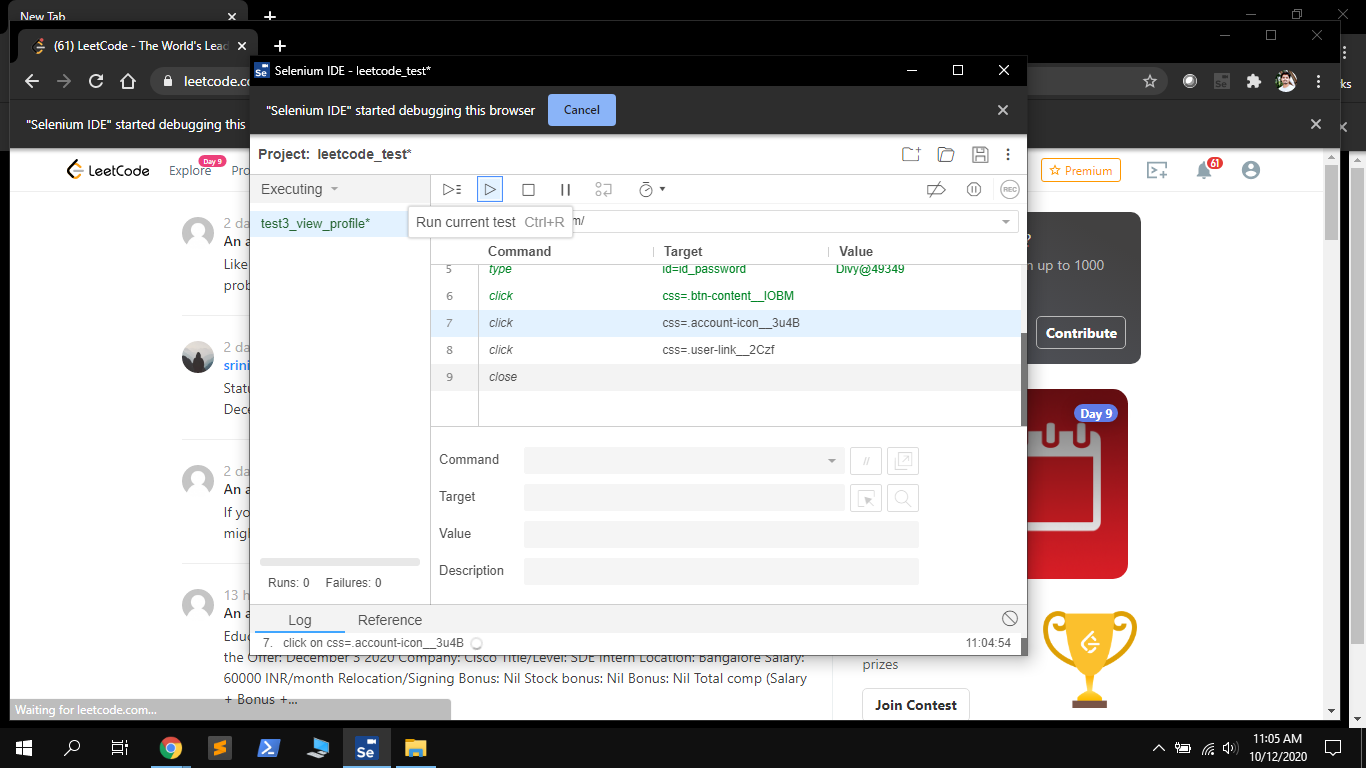 New Tab
(61) LeetCode - The World's Lead
leetcode.co
Selenium IDE - leetcode_test*
"Selenium IDE" started debugging this browser
Cancel
"Selenium IDE" started debugging this
Project: leetcode_test*
LeetCode
Explore
Day 9
Pro
Premium
61
Executing
REC
test3_view_profile*
Run current test Ctrl+R
m/
Command Target Value
5 type id=id_password Divy@49349
6 click css=.btn-content__lOBM
7 click css=.account-icon__3u4B
8 click css=.user-link__2Czf
9 close
Command
//
Target
Value
Description
Runs: 0 Failures: 0
Log Reference
7. click on css=.account-icon__3u4B 11:04:54
2 da
An a
Like
prob
2 da
srini
Statu
Dece
2 da
An a
If yo
migh
13 h
An a
Educ
the Offer: December 3 2020 Company: Cisco Title/Level: SDE Intern Location: Bangalore Salary:
60000 INR/month Relocation/Signing Bonus: Nil Stock bonus: Nil Bonus: Nil Total comp (Salary
+ Bonus +...
?
n up to 1000
Contribute
Day 9
prizes
Join Contest
Waiting for leetcode.com...
Se
11:05 AM
10/12/2020